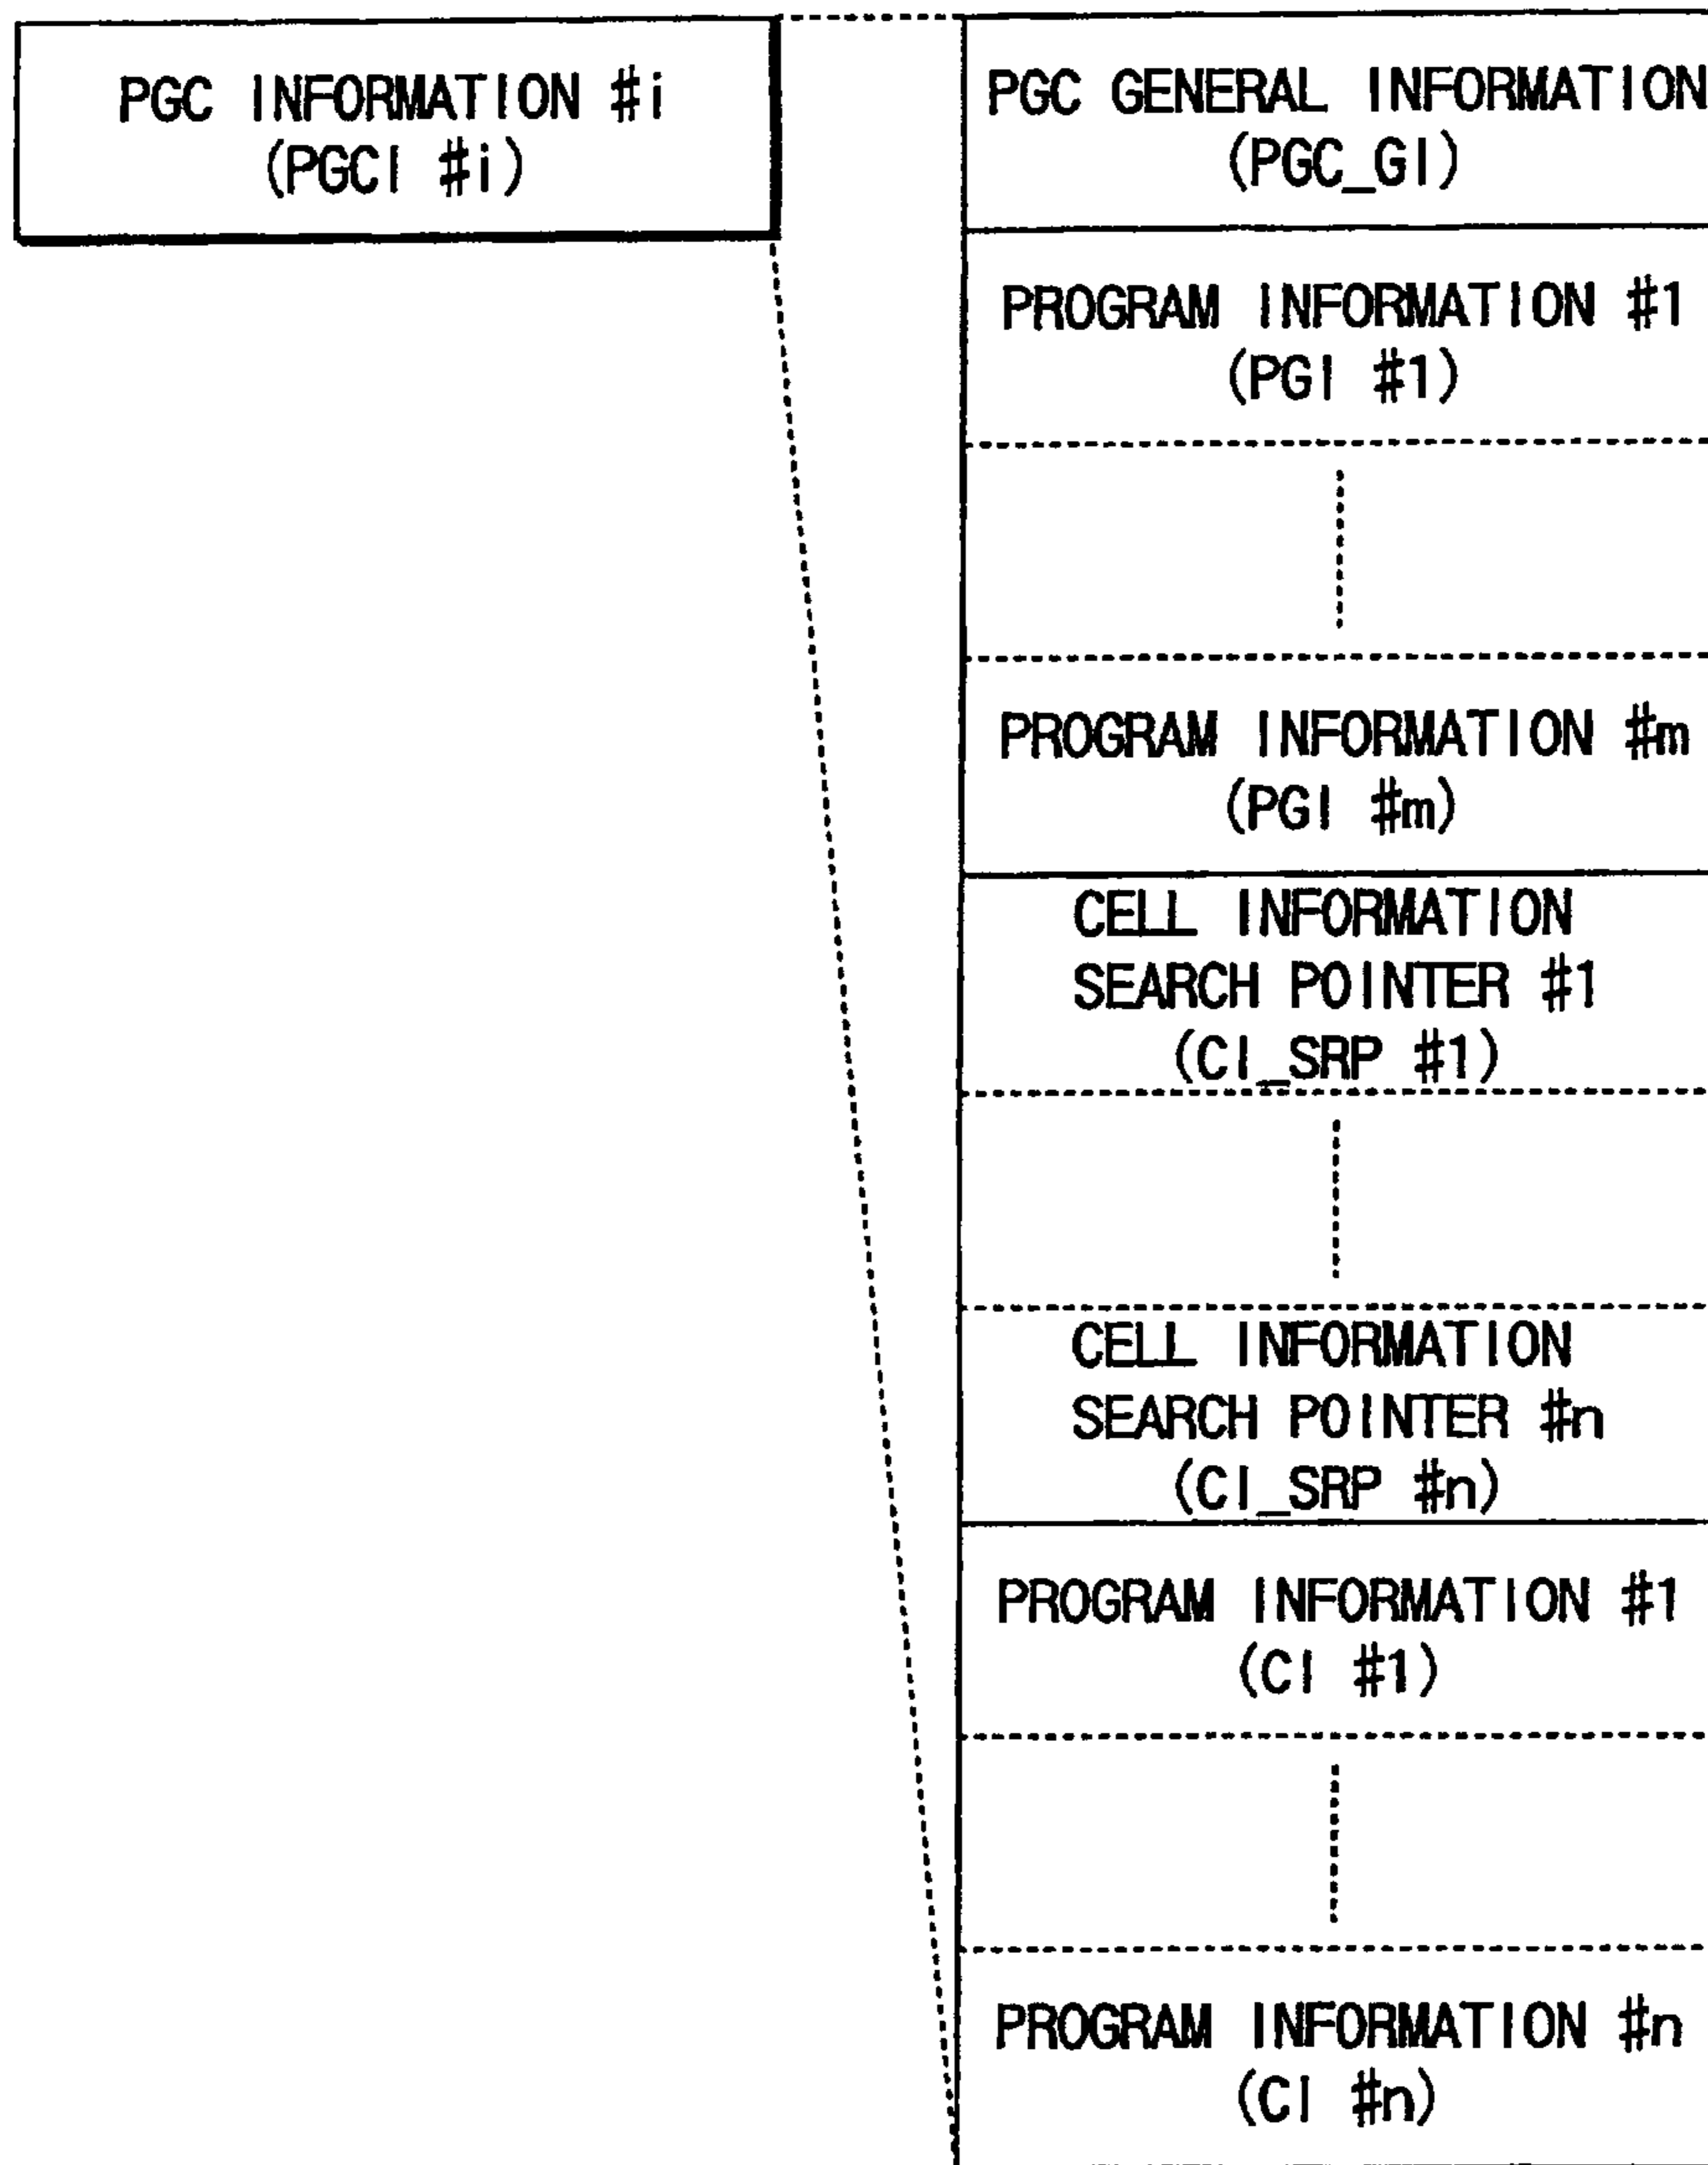 PGC INFORMATION #i
(PGCI #i)
PGC GENERAL INFORMATION
(PGC_GI)
PROGRAM INFORMATION #1
(PGI #1)
PROGRAM INFORMATION #m
(PGI #m)
CELL INFORMATION
SEARCH POINTER #1
(CI_SRP #1)
CELL INFORMATION
SEARCH POINTER #n
(CI_SRP #n)
PROGRAM INFORMATION #1
(CI #1)
PROGRAM INFORMATION #n
(CI #n)